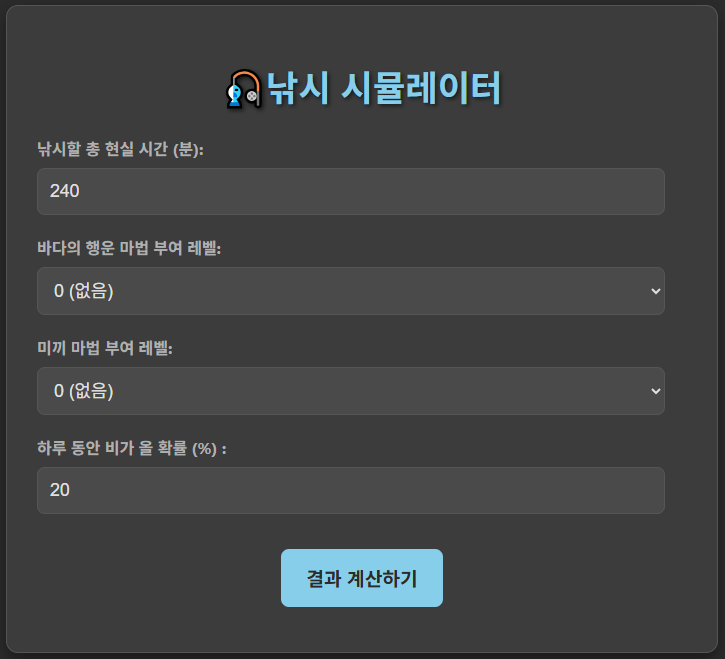 🎣낚시 시뮬레이터
낚시할 총 현실 시간 (분):
240
바다의 행운 마법 부여 레벨:
0 (없음)
미끼 마법 부여 레벨:
0 (없음)
하루 동안 비가 올 확률 (%) :
20
결과 계산하기